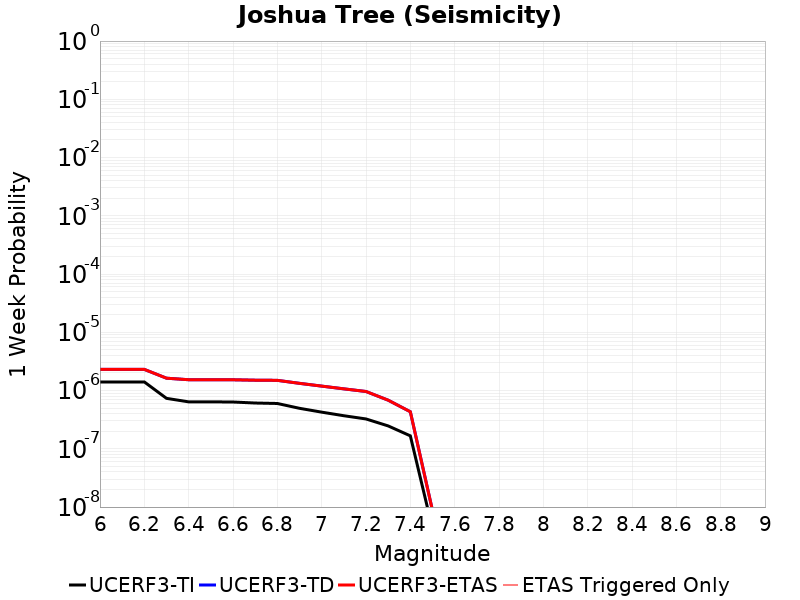 Joshua Tree (Seismicity)
10^0
10^-1
10^-2
10^-3
10^-4
10^-5
10^-6
10^-7
10^-8
1 Week Probability
6 6.2 6.4 6.6 6.8 7 7.2 7.4 7.6 7.8 8 8.2 8.4 8.6 8.8 9
Magnitude
UCERF3-TI UCERF3-TD UCERF3-ETAS ETAS Triggered Only